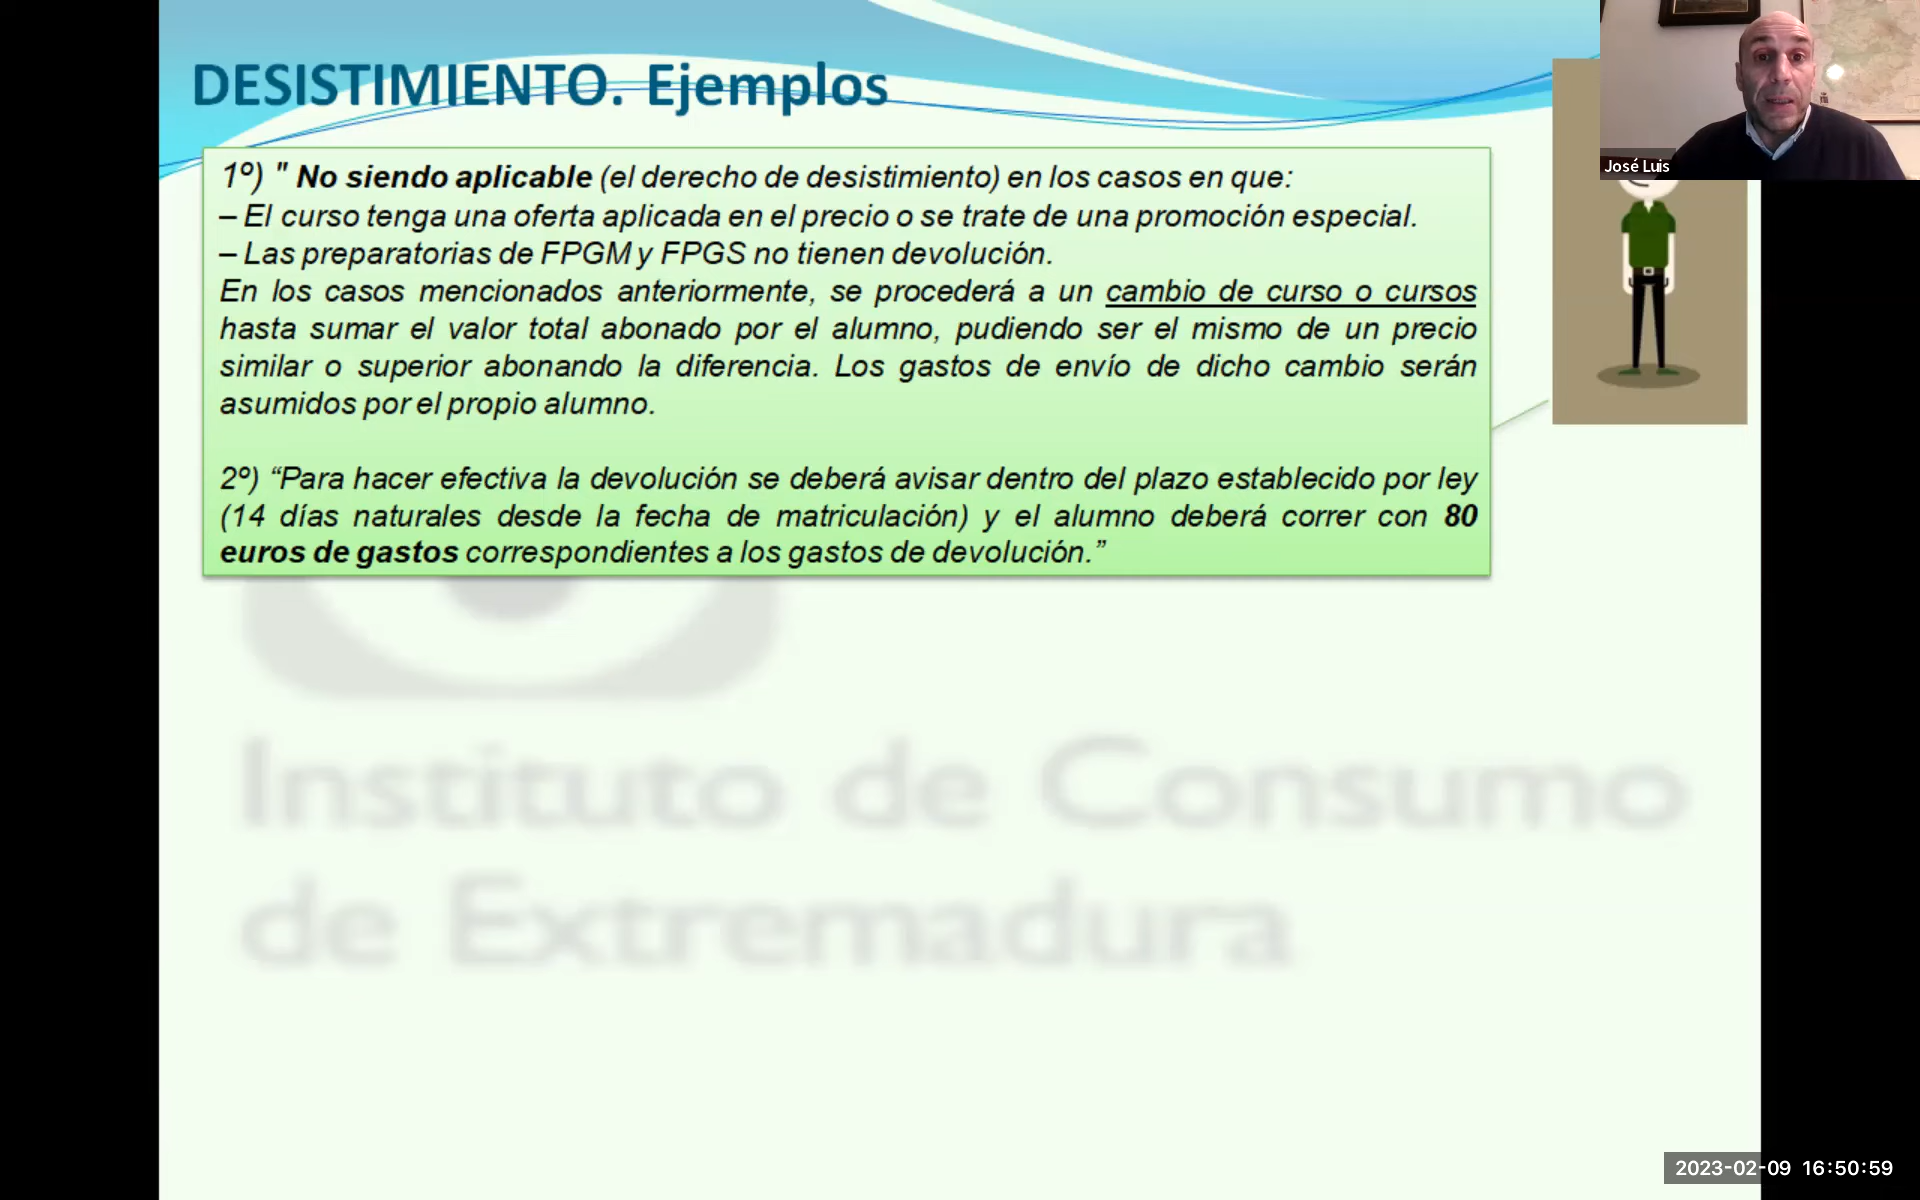 DESISTIMIENTO. Ejemplos
José Luis
1º) " No siendo aplicable (el derecho de desistimiento) en los casos en que:
– El curso tenga una oferta aplicada en el precio o se trate de una promoción especial.
– Las preparatorias de FPGM y FPGS no tienen devolución.
En los casos mencionados anteriormente, se procederá a un cambio de curso o cursos
hasta sumar el valor total abonado por el alumno, pudiendo ser el mismo de un precio
similar o superior abonando la diferencia. Los gastos de envío de dicho cambio serán
asumidos por el propio alumno.
2º) “Para hacer efectiva la devolución se deberá avisar dentro del plazo establecido por ley
(14 días naturales desde la fecha de matriculación) y el alumno deberá correr con 80
euros de gastos correspondientes a los gastos de devolución.”
Instituto de Consumo
de Extremadura
2023-02-09 16:50:59